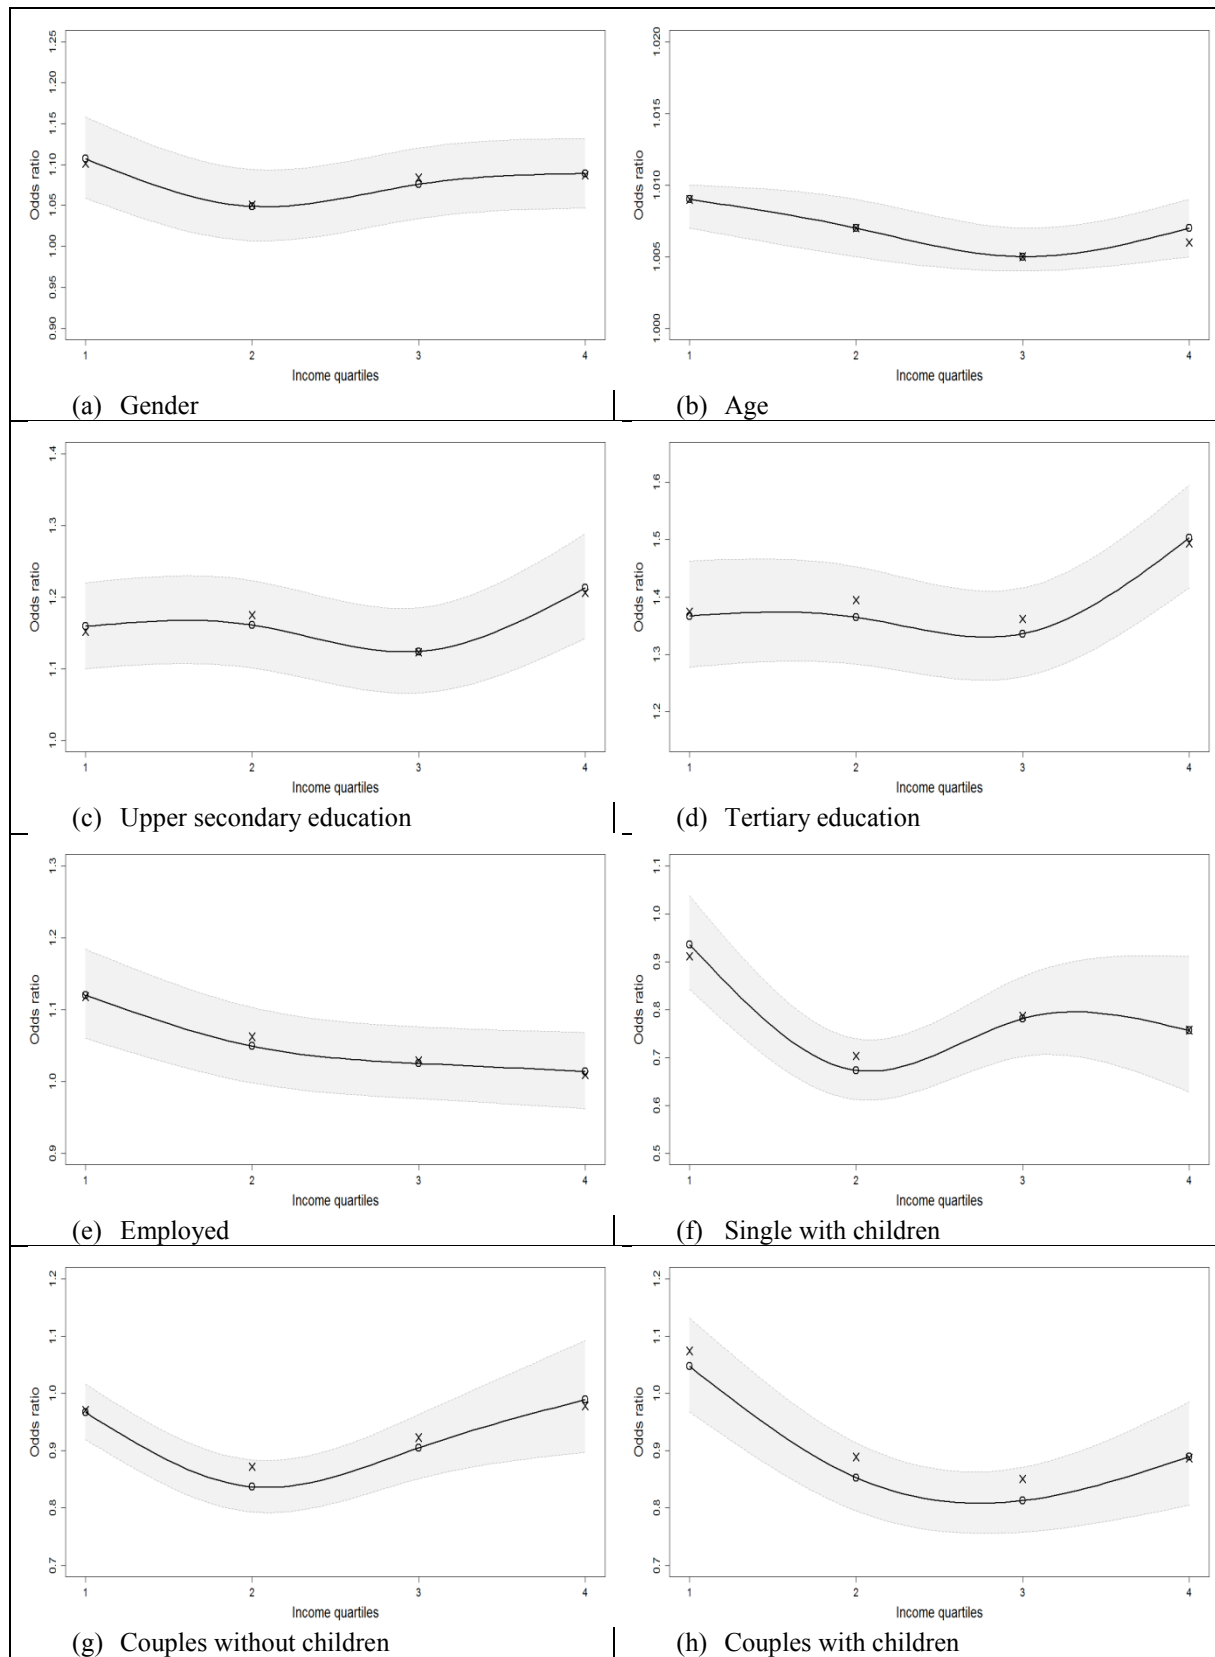 1.25
1.20
1.15
1.10
1.05
1.00
0.95
0.90
Odds ratio
1 2 3 4
Income quartiles
(a) Gender
1.020
1.015
1.010
1.005
1.000
Odds ratio
1 2 3 4
Income quartiles
(b) Age
1.4
1.3
1.2
1.1
1.0
Odds ratio
1 2 3 4
Income quartiles
(c) Upper secondary education
1.6
1.5
1.4
1.3
1.2
Odds ratio
1 2 3 4
Income quartiles
(d) Tertiary education
1.3
1.2
1.1
1.0
0.9
Odds ratio
1 2 3 4
Income quartiles
(e) Employed
1.1
1.0
0.9
0.8
0.7
0.6
0.5
Odds ratio
1 2 3 4
Income quartiles
(f) Single with children
1.2
1.1
1.0
0.9
0.8
0.7
Odds ratio
1 2 3 4
Income quartiles
(g) Couples without children
1.2
1.1
1.0
0.9
0.8
0.7
Odds ratio
1 2 3 4
Income quartiles
(h) Couples with children